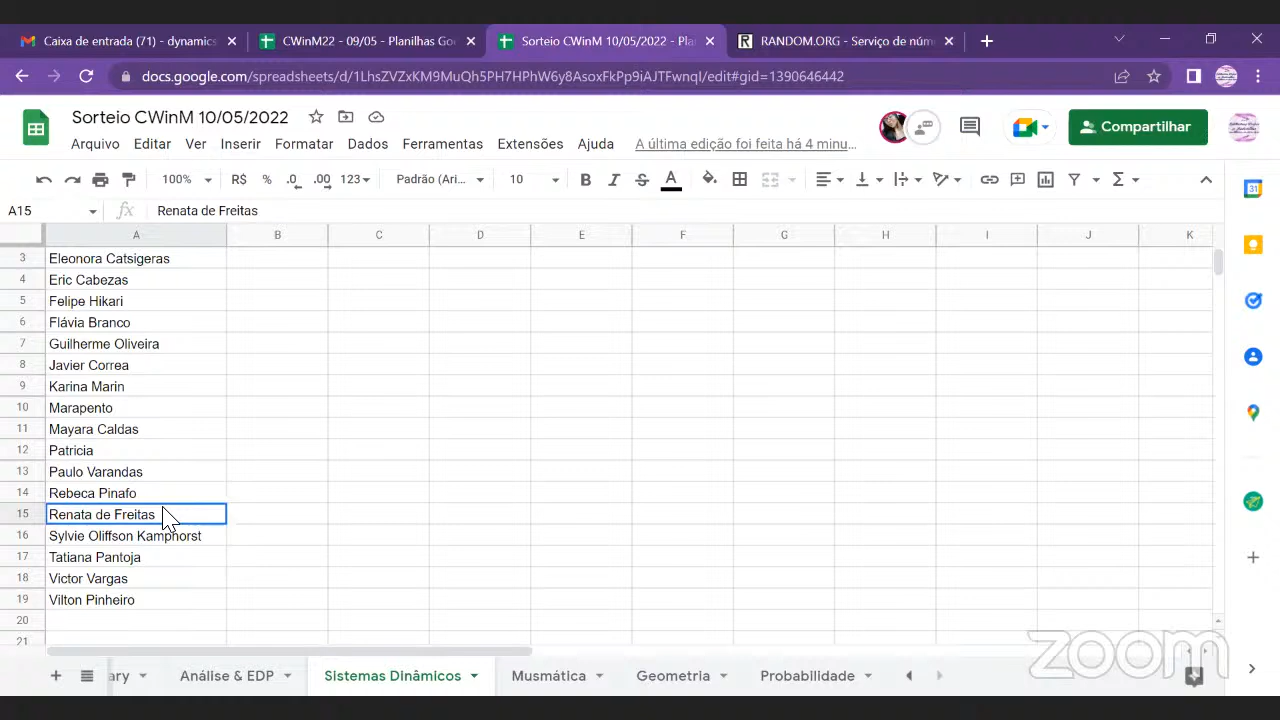 Caixa de entrada (71) - dynamics
CWinM22 - 09/05 - Planilhas Goo
Sorteio CWinM 10/05/2022 - Pla
RANDOM.ORG - Serviço de núm
docs.google.com/spreadsheets/d/1LhsZVZxKM9MuQh5PH7HPhW6y8AsoxFkPp9iAJTFwnqI/edit#gid=1390646442
Sorteio CWinM 10/05/2022
Arquivo Editar Ver Inserir Formatar Dados Ferramentas Extensões Ajuda A última edição foi feita há 4 minu...
Compartilhar
100% R$ % .0 .00 123 Padrão (Ari... 10 B I S A
A15 fx Renata de Freitas
A B C D E F G H I J K
3 Eleonora Catsigeras
4 Eric Cabezas
5 Felipe Hikari
6 Flávia Branco
7 Guilherme Oliveira
8 Javier Correa
9 Karina Marin
10 Marapento
11 Mayara Caldas
12 Patricia
13 Paulo Varandas
14 Rebeca Pinafo
15 Renata de Freitas
16 Sylvie Oliffson Kamphorst
17 Tatiana Pantoja
18 Victor Vargas
19 Vilton Pinheiro
20
21
ary Análise & EDP Sistemas Dinâmicos Musmática Geometria Probabilidade
31
zoom